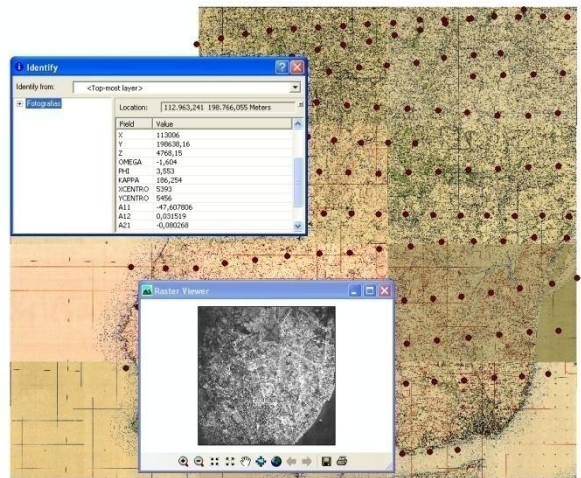 Identify
Identify from: <Top-most layer>
Fotografias
Location: 112.963,241 198.766,055 Meters
Field Value
X 113006
Y 198638,16
Z 4768,15
OMEGA -1,604
PHI 3,553
KAPPA 186,254
XCENTRO 5393
YCENTRO 5456
A11 -47,607806
A12 0,031519
A21 -0,080268
Raster Viewer